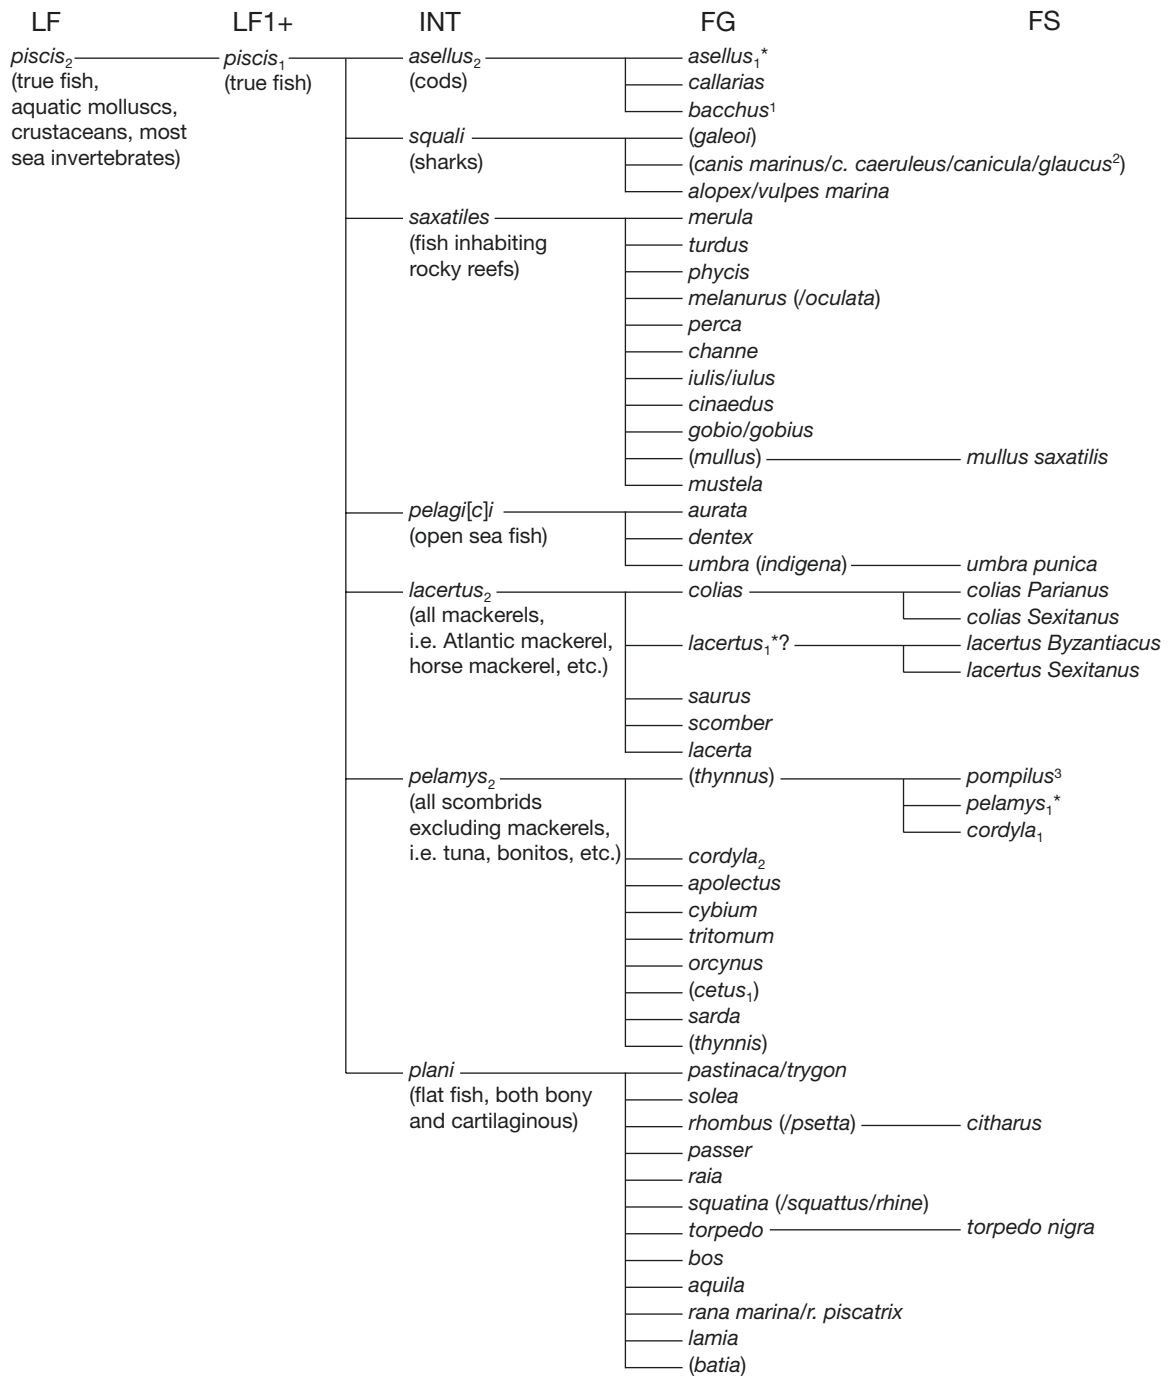 LF LF1+ INT FG FS
piscis₂ piscis₁ asellus₂ asellus₁*
(true fish, (true fish) (cods) callarias
aquatic molluscs, bacchus¹
crustaceans, most squali (galeoi)
sea invertebrates) (sharks) (canis marinus/c. caeruleus/canicula/glaucus²)
alopex/vulpes marina
saxatiles merula
(fish inhabiting turdus
rocky reefs) phycis
melanurus (/oculata)
perca
channe
iulis/iulus
cinaedus
gobio/gobius
(mullus) mullus saxatilis
mustela
pelagi[c]i aurata
(open sea fish) dentex
umbra (indigena) umbra punica
lacertus₂ colias colias Parianus
(all mackerels, colias Sexitanus
i.e. Atlantic mackerel, lacertus₁*? lacertus Byzantiacus
horse mackerel, etc.) lacertus Sexitanus
saurus
scomber
lacerta
pelamys₂ (thynnus) pompilus³
(all scombrids pelamys₁*
excluding mackerels, cordyla₁
i.e. tuna, bonitos, etc.) cordyla₂
apolectus
cybium
tritomum
orcynus
(cetus₁)
sarda
(thynnis)
plani pastinaca/trygon
(flat fish, both bony solea
and cartilaginous) rhombus (/psetta) citharus
passer
raia
squatina (/squattus/rhine)
torpedo torpedo nigra
bos
aquila
rana marina/r. piscatrix
lamia
(batia)